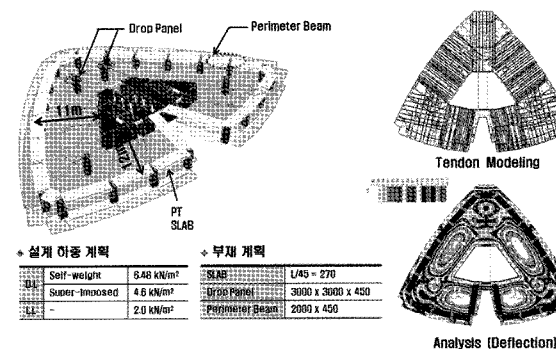 Drop Panel
Perimeter Beam
11m
PT
SLAB
Tendon Modeling
설계 하중 계획
D.L Self-weight 6.48 kN/m²
Super-Imposed 4.6 kN/m²
L.L - 2.0 kN/m²
부재 계획
SLAB L/45 = 270
Drop Panel 3000 x 3000 x 450
Perimeter Beam 2000 x 450
Analysis (Deflection)